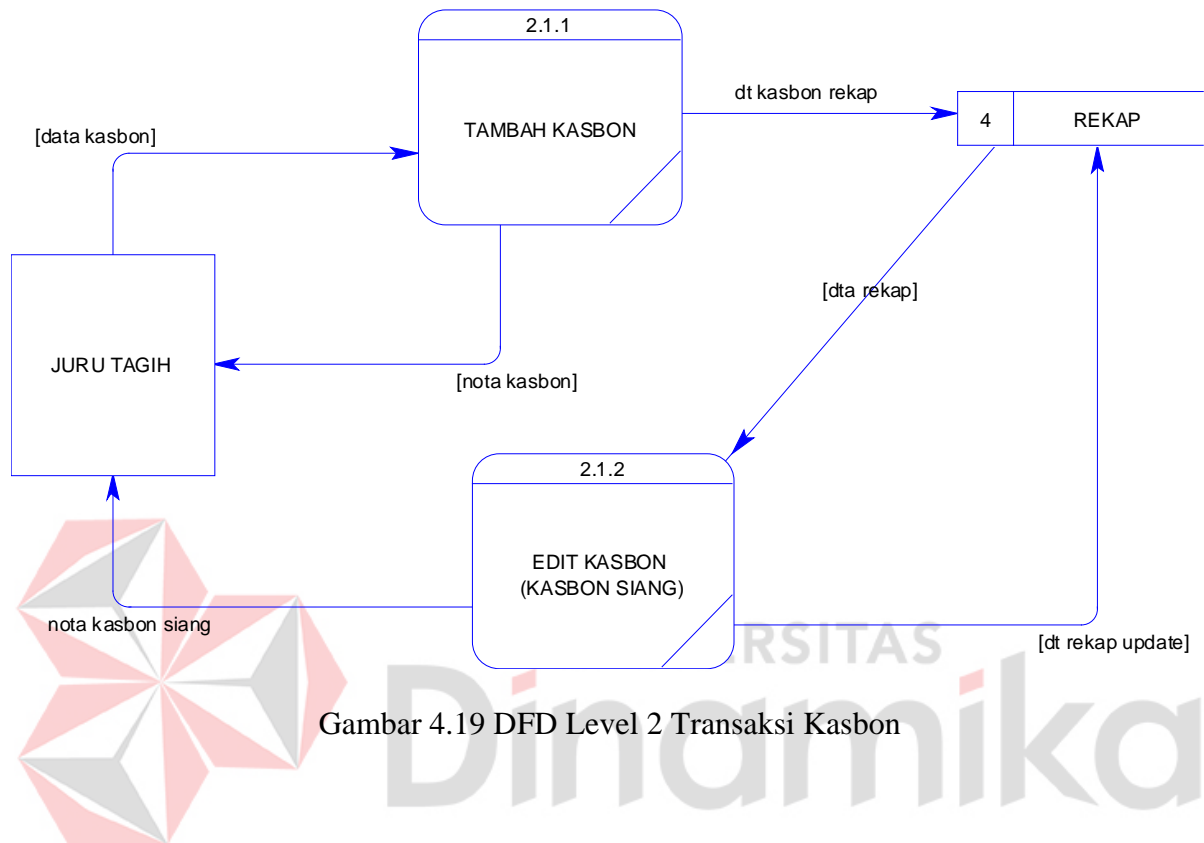 2.1.1
TAMBAH KASBON
dt kasbon rekap
4
REKAP
[data kasbon]
[dta rekap]
JURU TAGIH
[nota kasbon]
2.1.2
EDIT KASBON
(KASBON SIANG)
nota kasbon siang
[dt rekap update]
ERSITAS
Dinamika
Gambar 4.19 DFD Level 2 Transaksi Kasbon